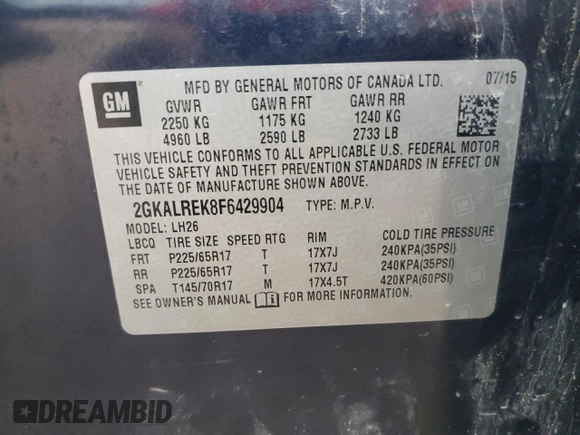 GM
MFD BY GENERAL MOTORS OF CANADA LTD. 07/15
GVWR GAWR FRT GAWR RR
2250 KG 1175 KG 1240 KG
4960 LB 2590 LB 2733 LB
THIS VEHICLE CONFORMS TO ALL APPLICABLE U.S. FEDERAL MOTOR
VEHICLE SAFETY AND THEFT PREVENTION STANDARDS IN EFFECT ON
THE DATE OF MANUFACTURE SHOWN ABOVE.
2GKALREK8F6429904 TYPE: M.P.V.
MODEL: LH26
LBCQ TIRE SIZE SPEED RTG RIM COLD TIRE PRESSURE
FRT P225/65R17 T 17X7J 240KPA(35PSI)
RR P225/65R17 T 17X7J 240KPA(35PSI)
SPA T145/70R17 M 17X4.5T 420KPA(60PSI)
SEE OWNER'S MANUAL FOR MORE INFORMATION.
DREAMBID